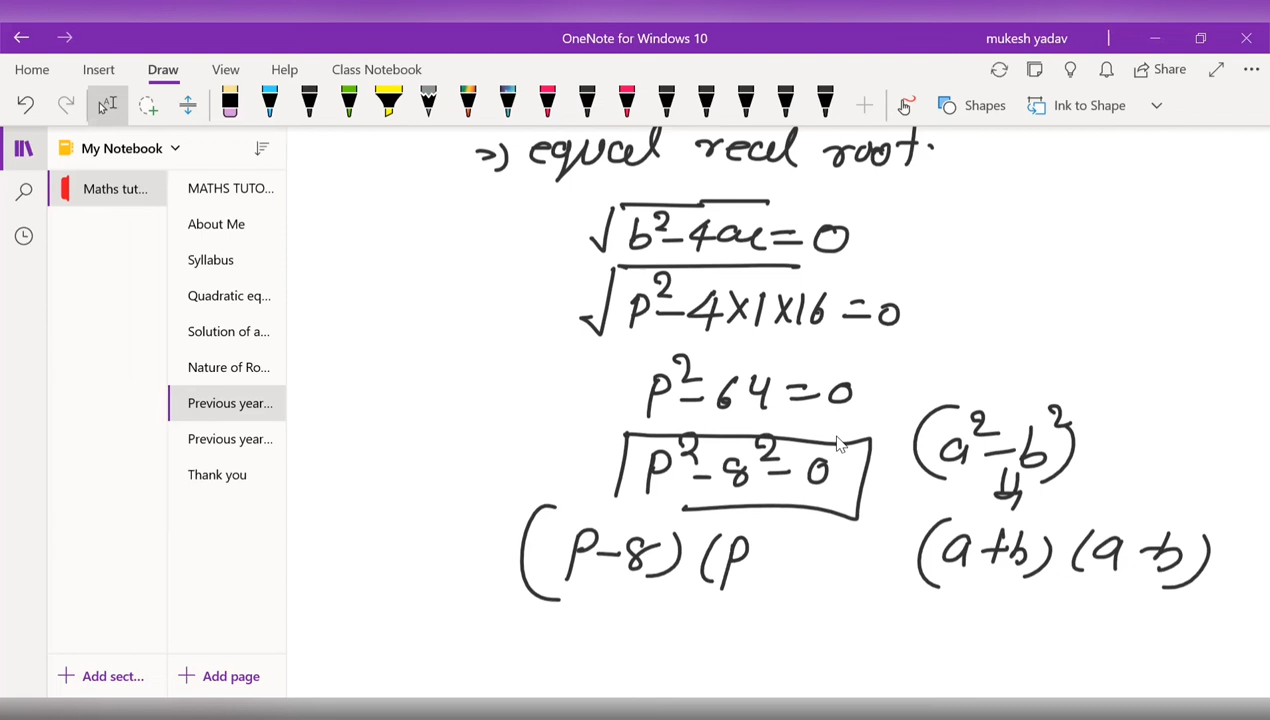 OneNote for Windows 10
mukesh yadav
Home Insert Draw View Help Class Notebook
Share
Shapes Ink to Shape
My Notebook
Maths tut...
MATHS TUTO...
About Me
Syllabus
Quadratic eq...
Solution of a...
Nature of Ro...
Previous year...
Previous year...
Thank you
Add sect...
Add page
=) equal real root.
√b²-4ac=0
√p²-4×1×16=0
p²-64=0
p²-8²-0
(a²-b²)
(p-8)(p
(a+b)(a-b)